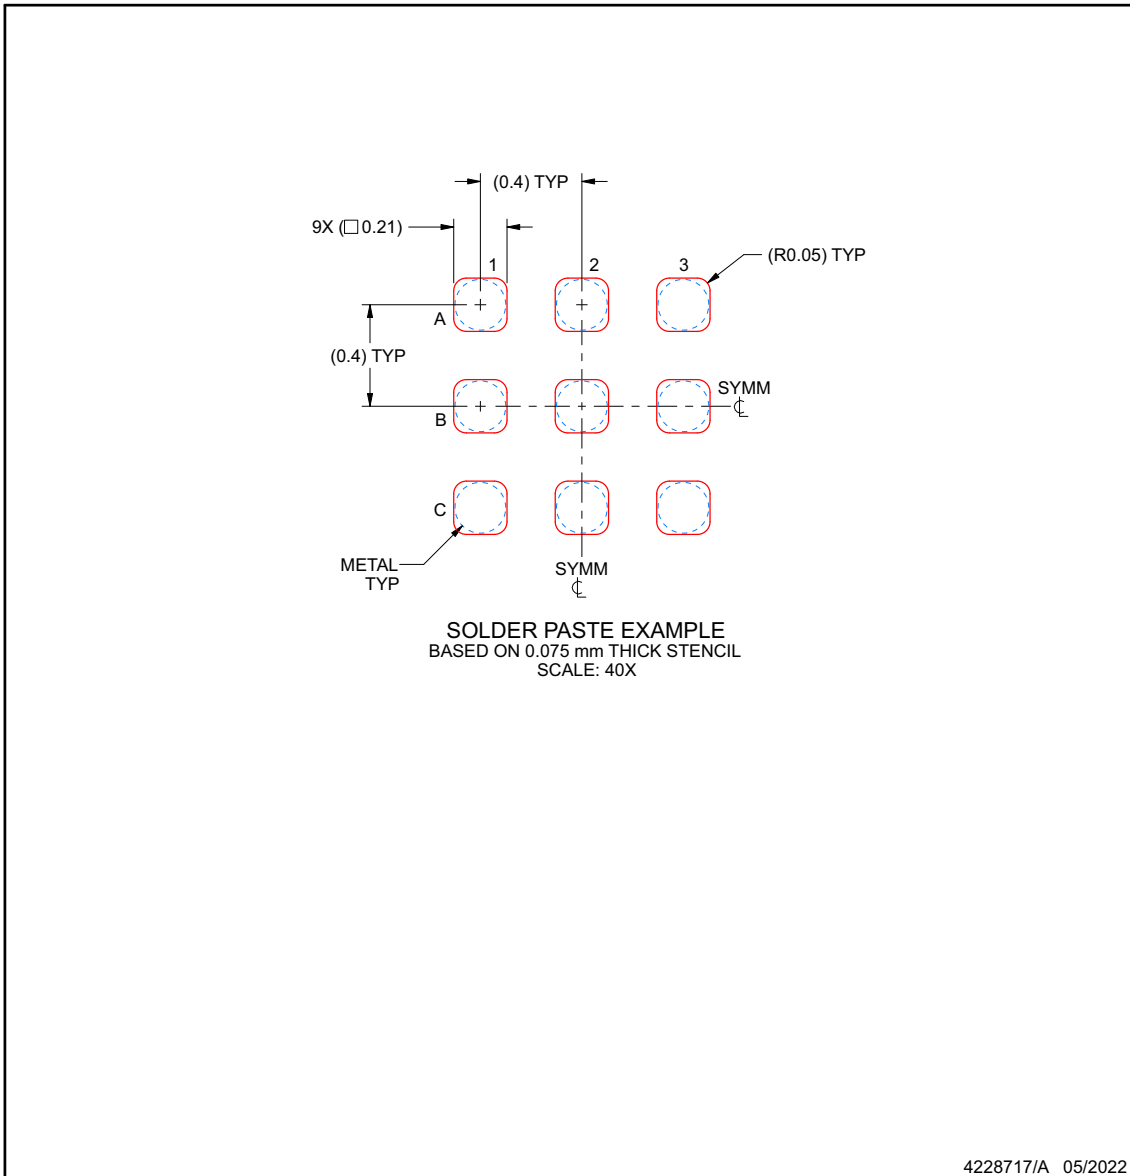 (0.4) TYP
9X (□ 0.21)
(R0.05) TYP
1
2
3
A
(0.4) TYP
SYMM
℄
B
C
METAL
TYP
SYMM
℄
SOLDER PASTE EXAMPLE
BASED ON 0.075 mm THICK STENCIL
SCALE: 40X
4228717/A 05/2022